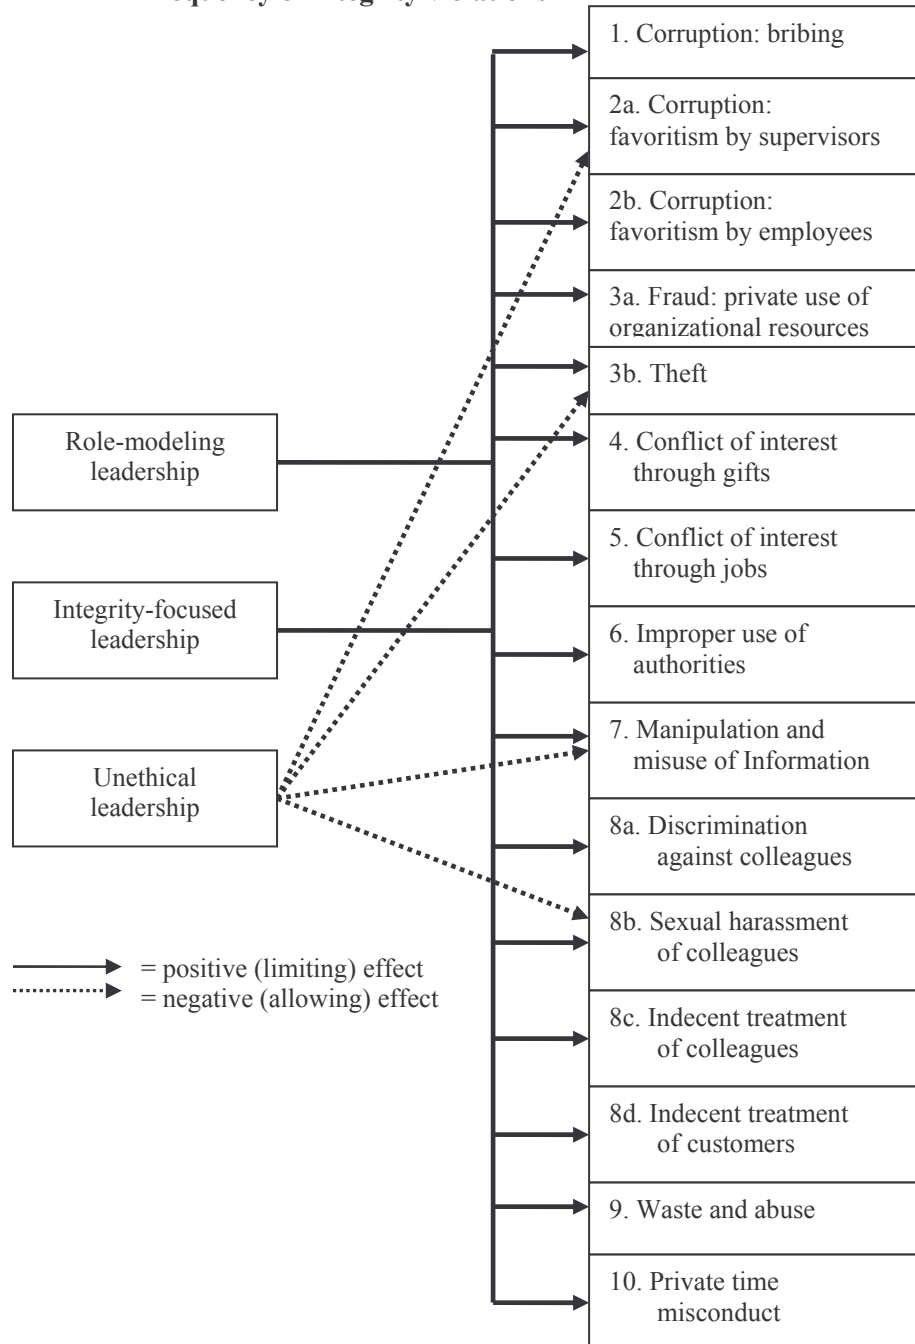 1. Corruption: bribing
2a. Corruption:
favoritism by supervisors
2b. Corruption:
favoritism by employees
3a. Fraud: private use of
organizational resources
3b. Theft
Role-modeling
leadership
4. Conflict of interest
through gifts
5. Conflict of interest
through jobs
Integrity-focused
leadership
6. Improper use of
authorities
7. Manipulation and
misuse of Information
Unethical
leadership
8a. Discrimination
against colleagues
8b. Sexual harassment
of colleagues
= positive (limiting) effect
= negative (allowing) effect
8c. Indecent treatment
of colleagues
8d. Indecent treatment
of customers
9. Waste and abuse
10. Private time
misconduct